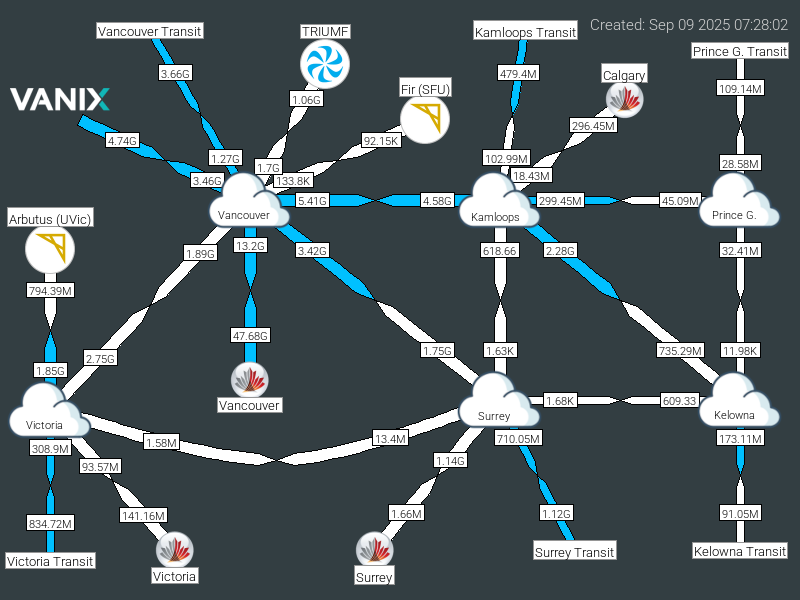 Created: Sep 09 2025 07:28:02
Vancouver Transit
TRIUMF
Kamloops Transit
Prince G. Transit
3.66G
479.4M
Calgary
Fir (SFU)
109.14M
VANIX
1.06G
296.45M
4.74G
92.15K
1.27G
102.99M
28.58M
1.7G
18.43M
3.46G
133.8K
5.41G
4.58G
299.45M
45.09M
Vancouver
Kamloops
Prince G.
Arbutus (UVic)
1.89G
13.2G
3.42G
618.66
2.28G
32.41M
794.39M
47.68G
2.75G
1.75G
1.63K
735.29M
11.98K
1.85G
Vancouver
1.68K
609.33
Victoria
Surrey
Kelowna
308.9M
1.58M
13.4M
710.05M
173.11M
93.57M
1.14G
834.72M
141.16M
1.66M
1.12G
91.05M
Victoria Transit
Surrey Transit
Kelowna Transit
Victoria
Surrey